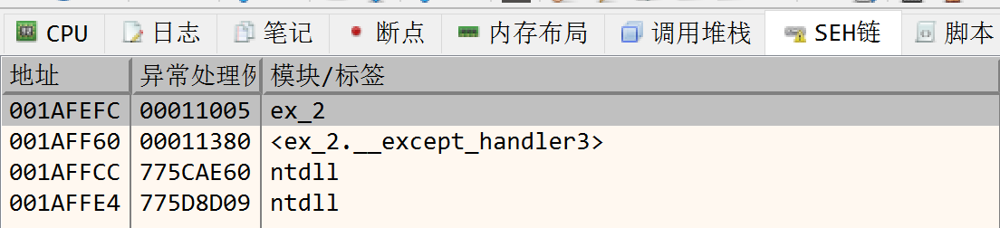 CPU 日志 笔记 断点 内存布局 调用堆栈 SEH链 脚本
地址 异常处理例 模块/标签
001AFEFC 00011005 ex_2
001AFF60 00011380 <ex_2.__except_handler3>
001AFFCC 775CAE60 ntdll
001AFFE4 775D8D09 ntdll